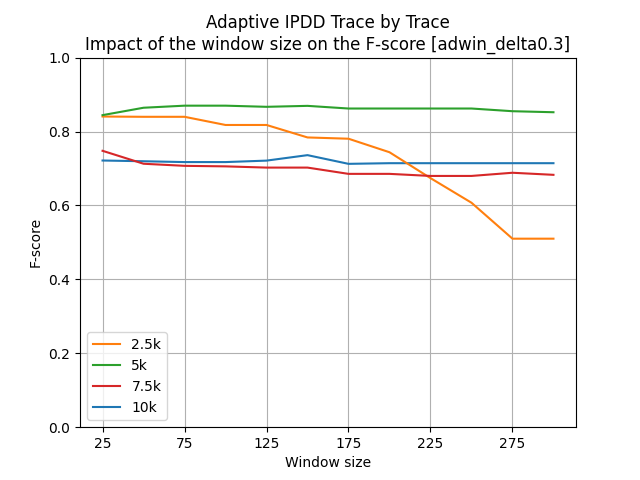 Adaptive IPDD Trace by Trace
Impact of the window size on the F-score [adwin_delta0.3]
F-score
1.0
0.8
0.6
0.4
0.2
0.0
2.5k
5k
7.5k
10k
25 75 125 175 225 275
Window size